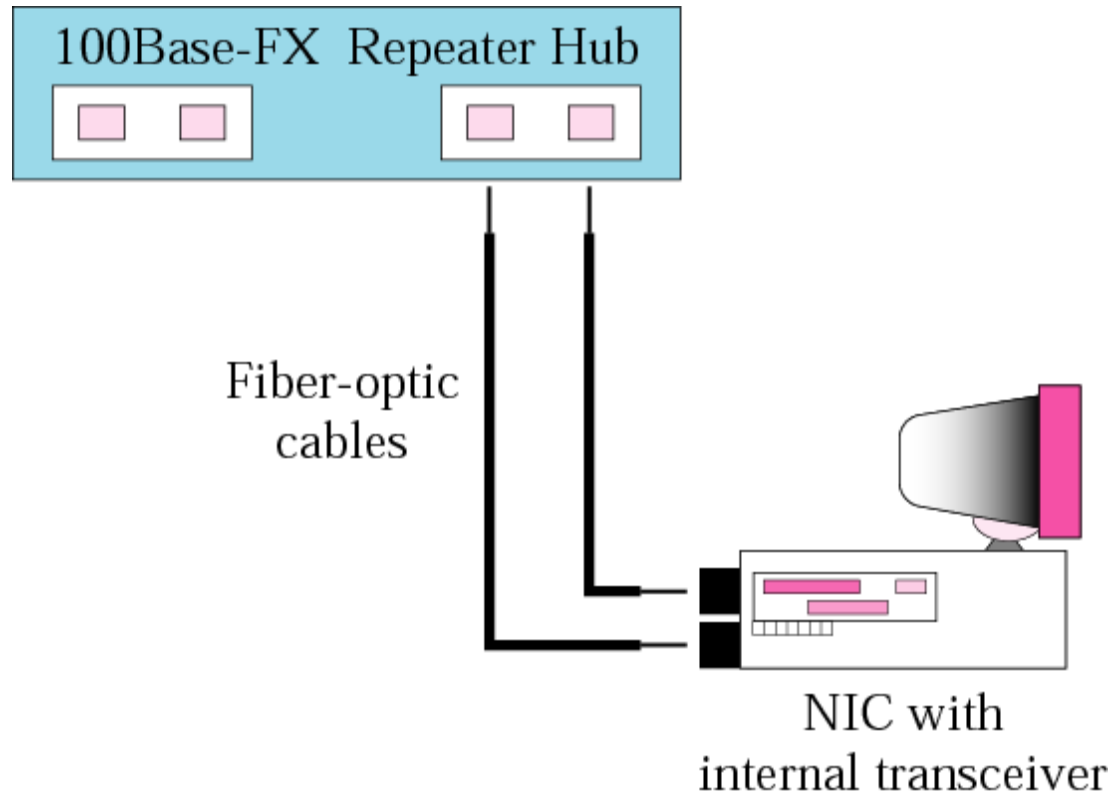 100Base-FX Repeater Hub
Fiber-optic
cables
NIC with
internal transceiver